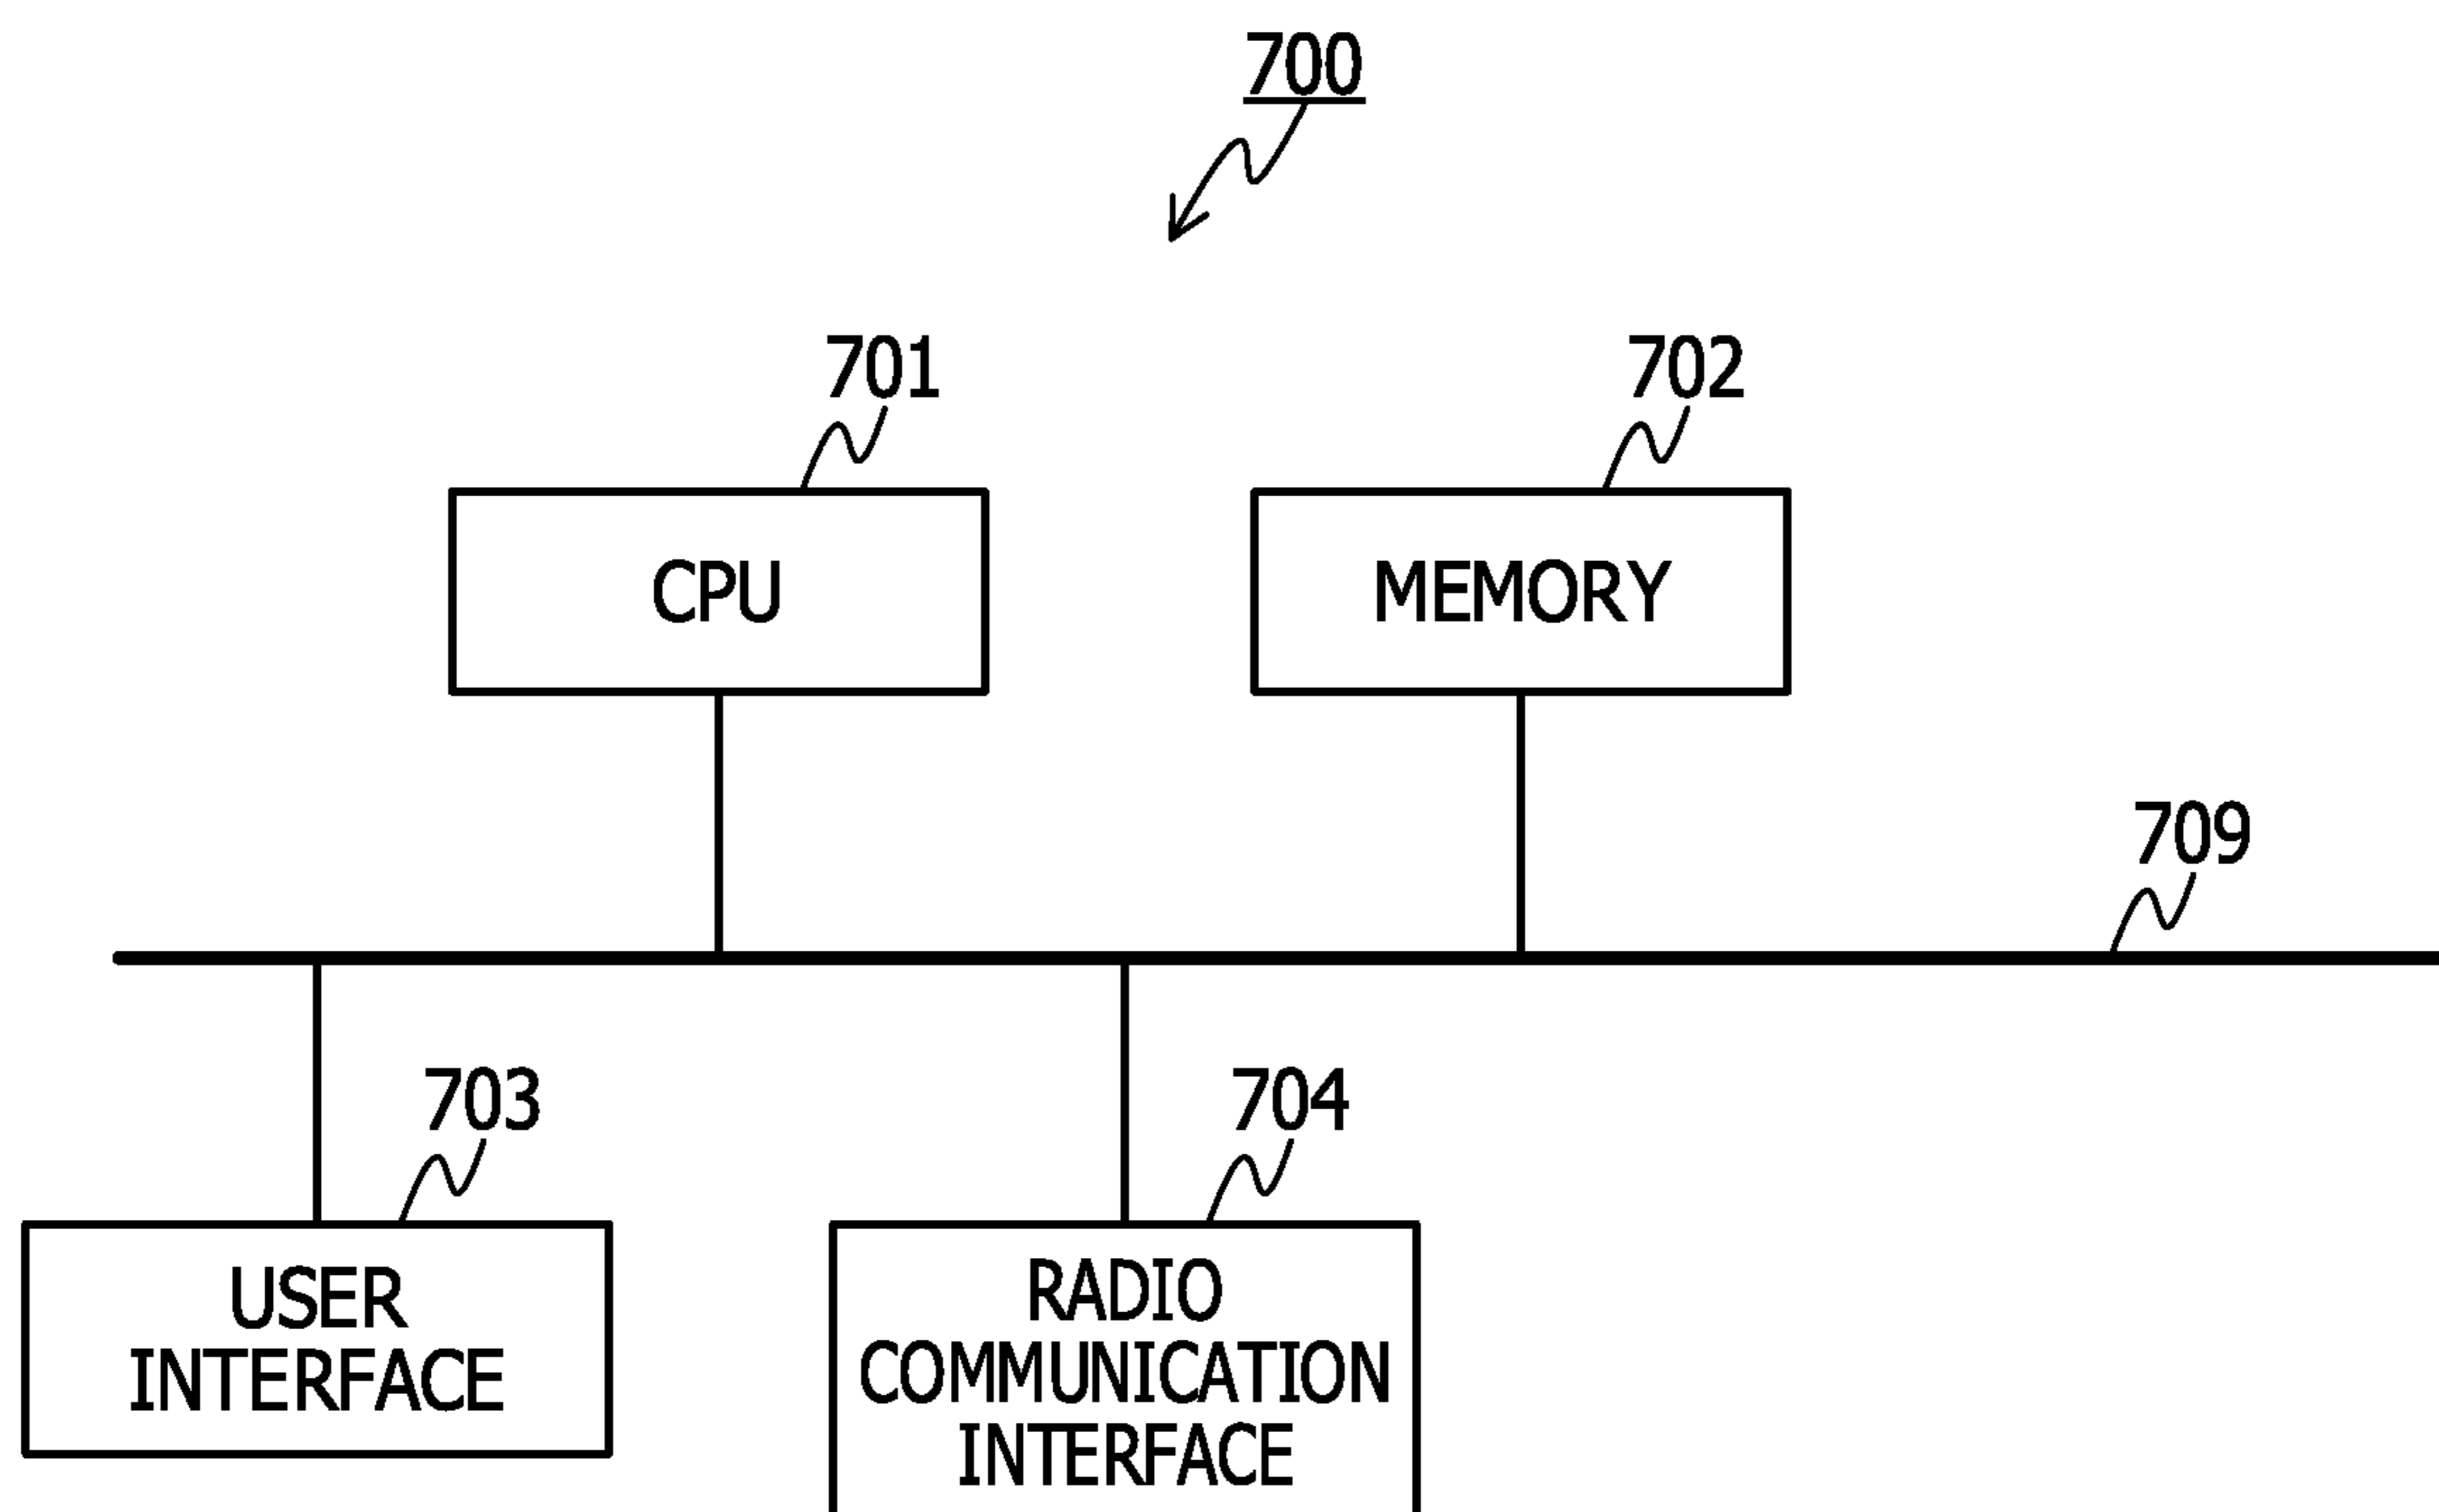 700
701
702
CPU
MEMORY
709
703
704
USER
INTERFACE
RADIO
COMMUNICATION
INTERFACE